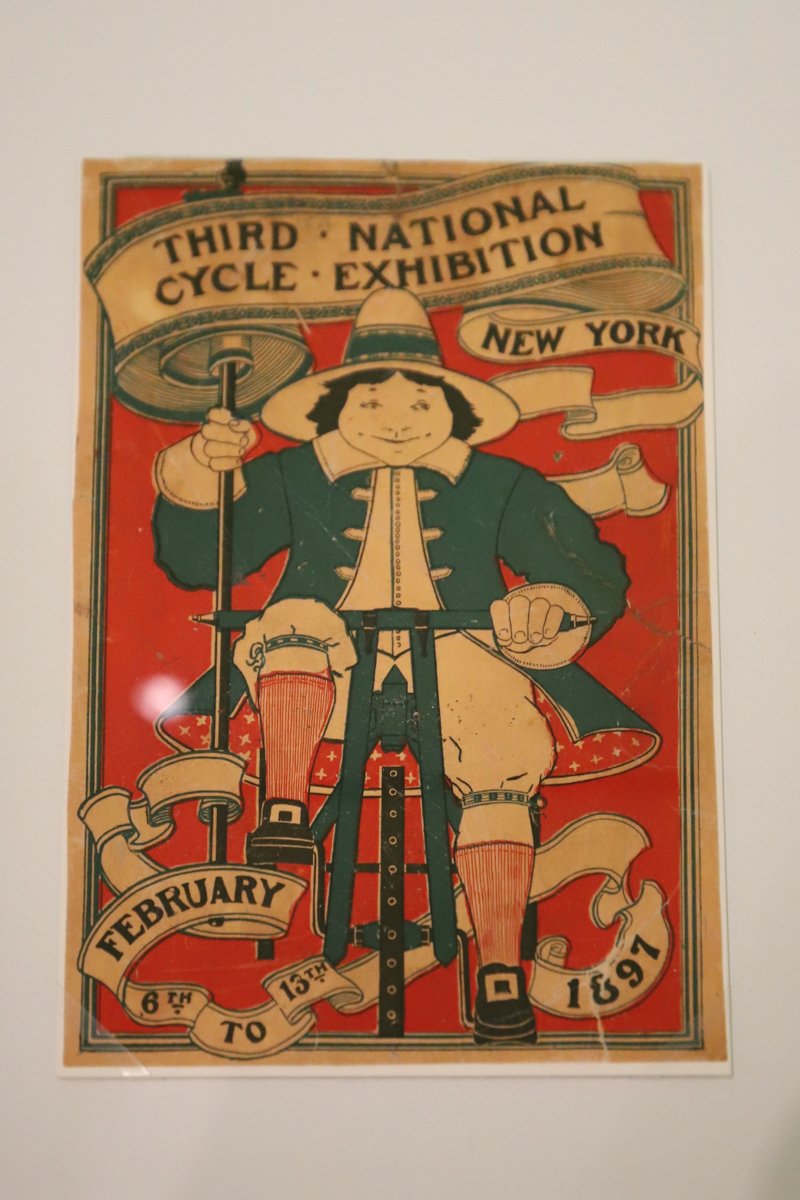 THIRD · NATIONAL
CYCLE · EXHIBITION
NEW YORK
FEBRUARY
6TH
TO
13TH
1897